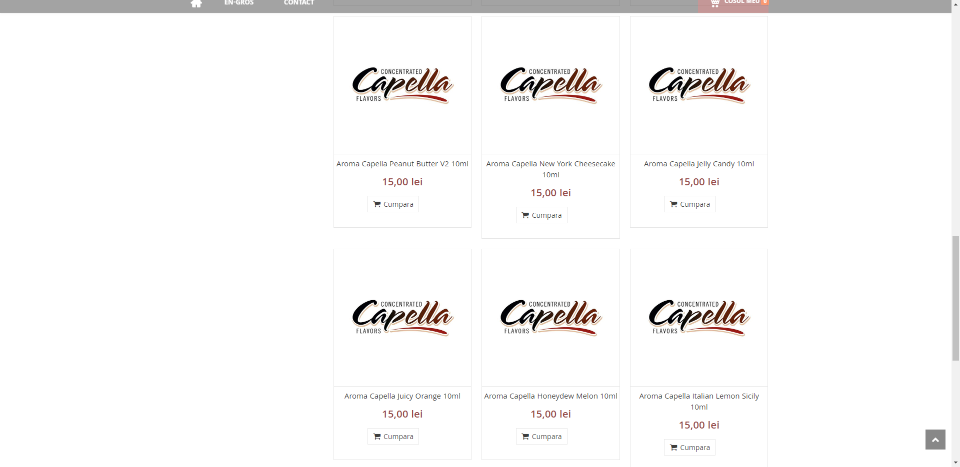 EN-GROS CONTACT COSUL MEU
CONCENTRATED
Capella
FLAVORS
CONCENTRATED
Capella
FLAVORS
CONCENTRATED
Capella
FLAVORS
Aroma Capella Peanut Butter V2 10ml
15,00 lei
Cumpara
Aroma Capella New York Cheesecake
10ml
15,00 lei
Cumpara
Aroma Capella Jelly Candy 10ml
15,00 lei
Cumpara
CONCENTRATED
Capella
FLAVORS
CONCENTRATED
Capella
FLAVORS
CONCENTRATED
Capella
FLAVORS
Aroma Capella Juicy Orange 10ml
15,00 lei
Cumpara
Aroma Capella Honeydew Melon 10ml
15,00 lei
Cumpara
Aroma Capella Italian Lemon Sicily
10ml
15,00 lei
Cumpara